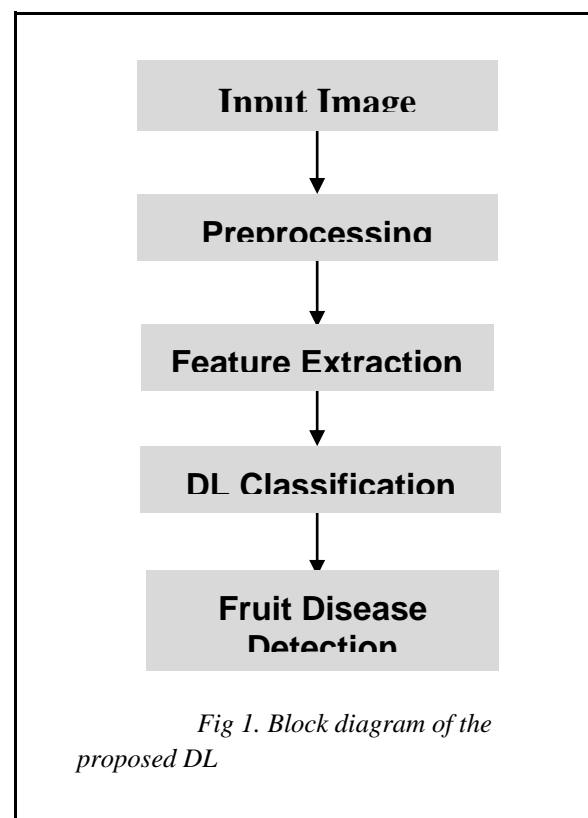 Input Image
Preprocessing
Feature Extraction
DL Classification
Fruit Disease
Detection
Fig 1. Block diagram of the
proposed DL